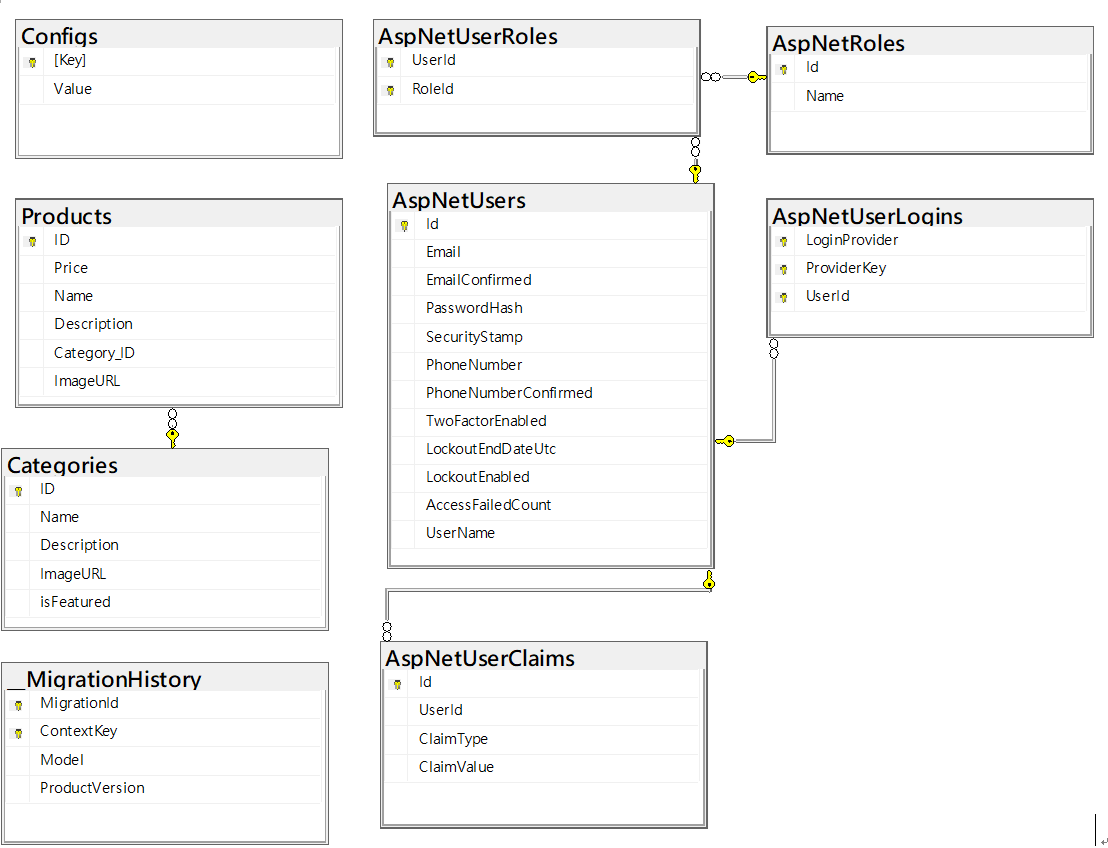 Configs
[Key]
Value
AspNetUserRoles
UserId
RoleId
AspNetRoles
Id
Name
Products
ID
Price
Name
Description
Category_ID
ImageURL
AspNetUsers
Id
Email
EmailConfirmed
PasswordHash
SecurityStamp
PhoneNumber
PhoneNumberConfirmed
TwoFactorEnabled
LockoutEndDateUtc
LockoutEnabled
AccessFailedCount
UserName
AspNetUserLogins
LoginProvider
ProviderKey
UserId
Categories
ID
Name
Description
ImageURL
isFeatured
__MigrationHistory
MigrationId
ContextKey
Model
ProductVersion
AspNetUserClaims
Id
UserId
ClaimType
ClaimValue